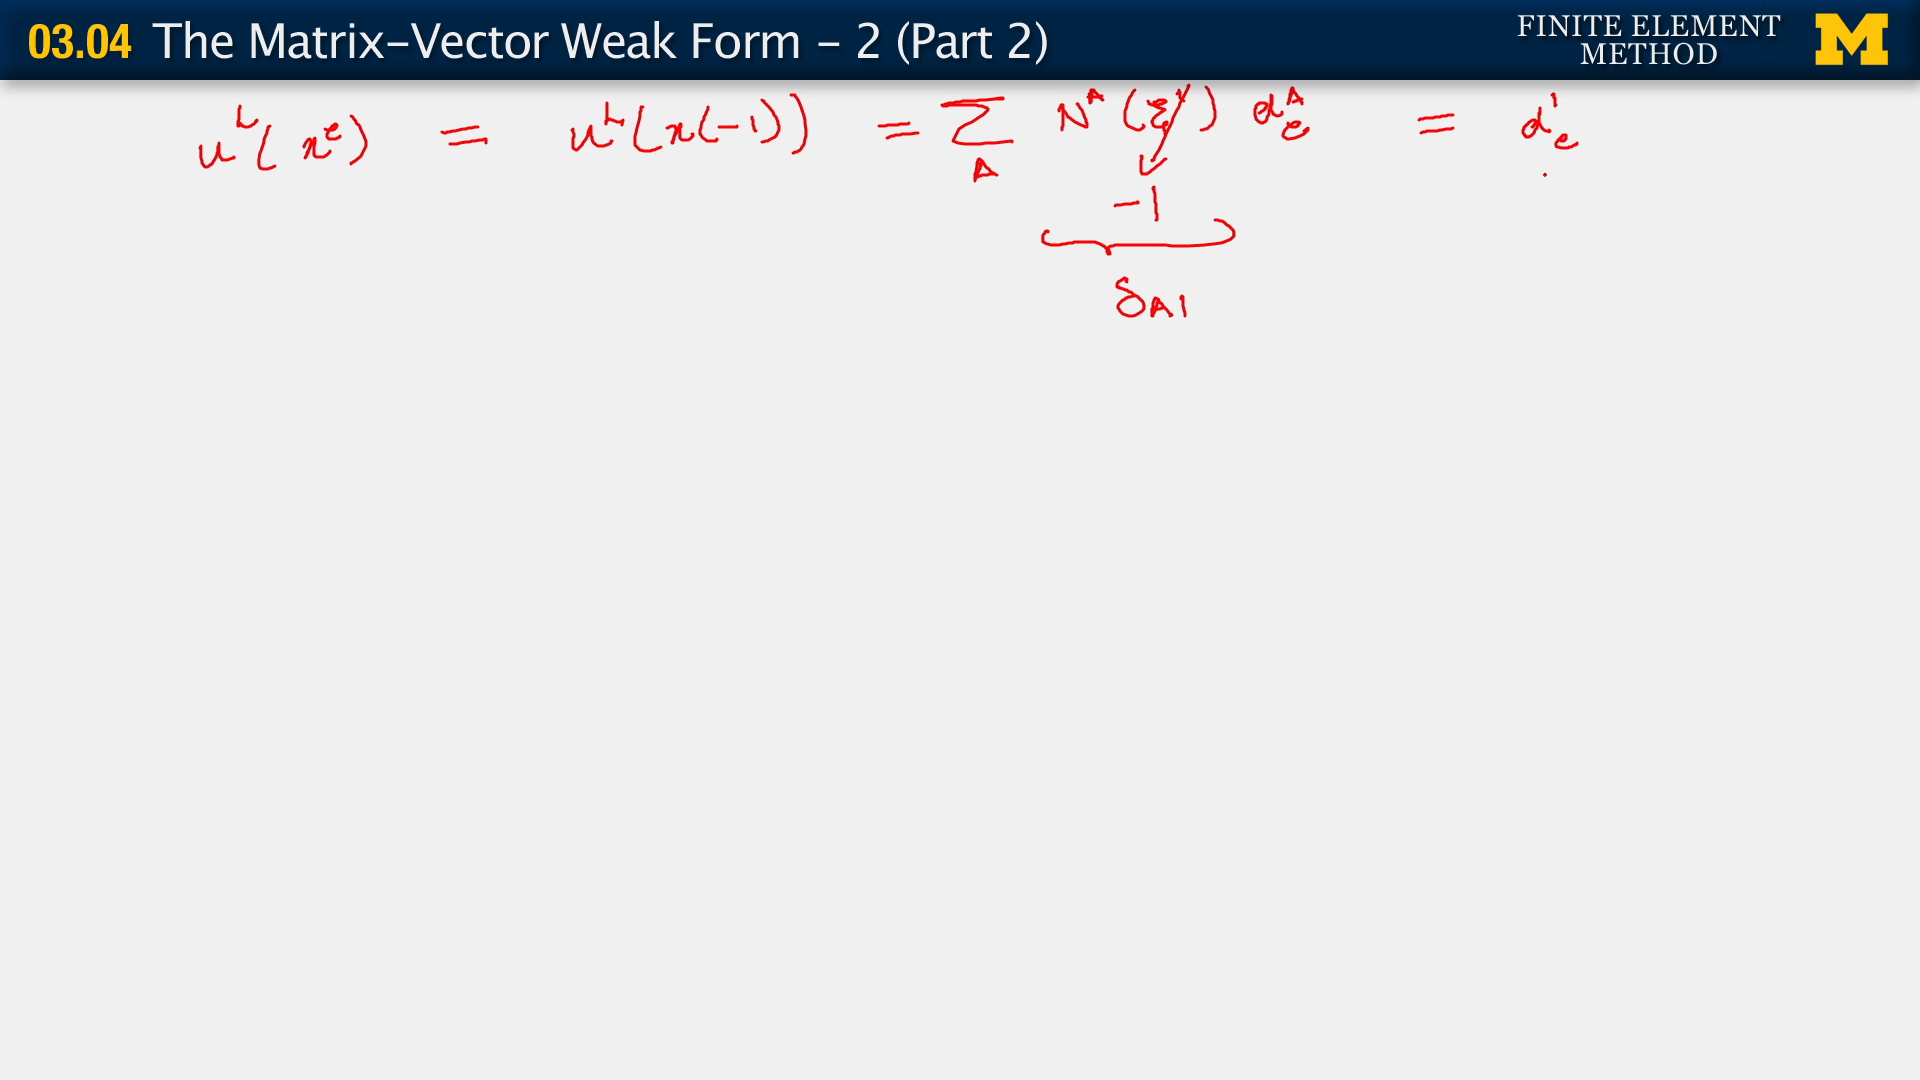 03.04 The Matrix-Vector Weak Form - 2 (Part 2)
FINITE ELEMENT
METHOD
M
u^h(x^e) = u^h(x(-1)) = Σ_A N^A(ξ^1) d_e^A = d_e^1
-1
δ_A1